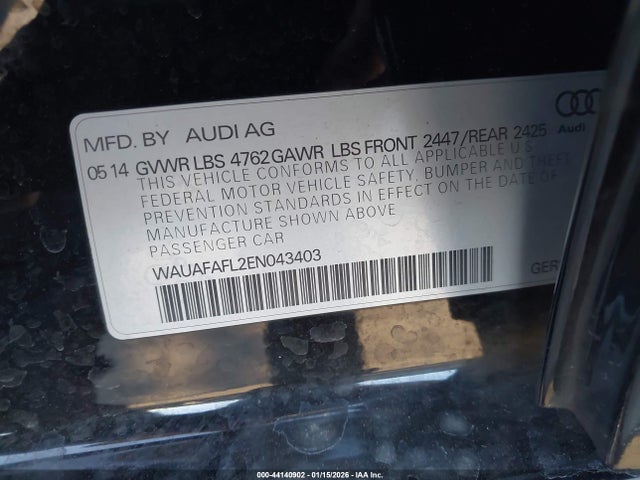 MFD. BY AUDI AG
Audi
05 14 GVWR LBS 4762 GAWR LBS FRONT 2447/REAR 2425
THIS VEHICLE CONFORMS TO ALL APPLICABLE U.S.
FEDERAL MOTOR VEHICLE SAFETY, BUMPER AND THEFT
PREVENTION STANDARDS IN EFFECT ON THE DATE OF
MANUFACTURE SHOWN ABOVE
PASSENGER CAR
WAUAFAFL2EN043403
GER
000-44140902 - 01/15/2026 - IAA Inc.